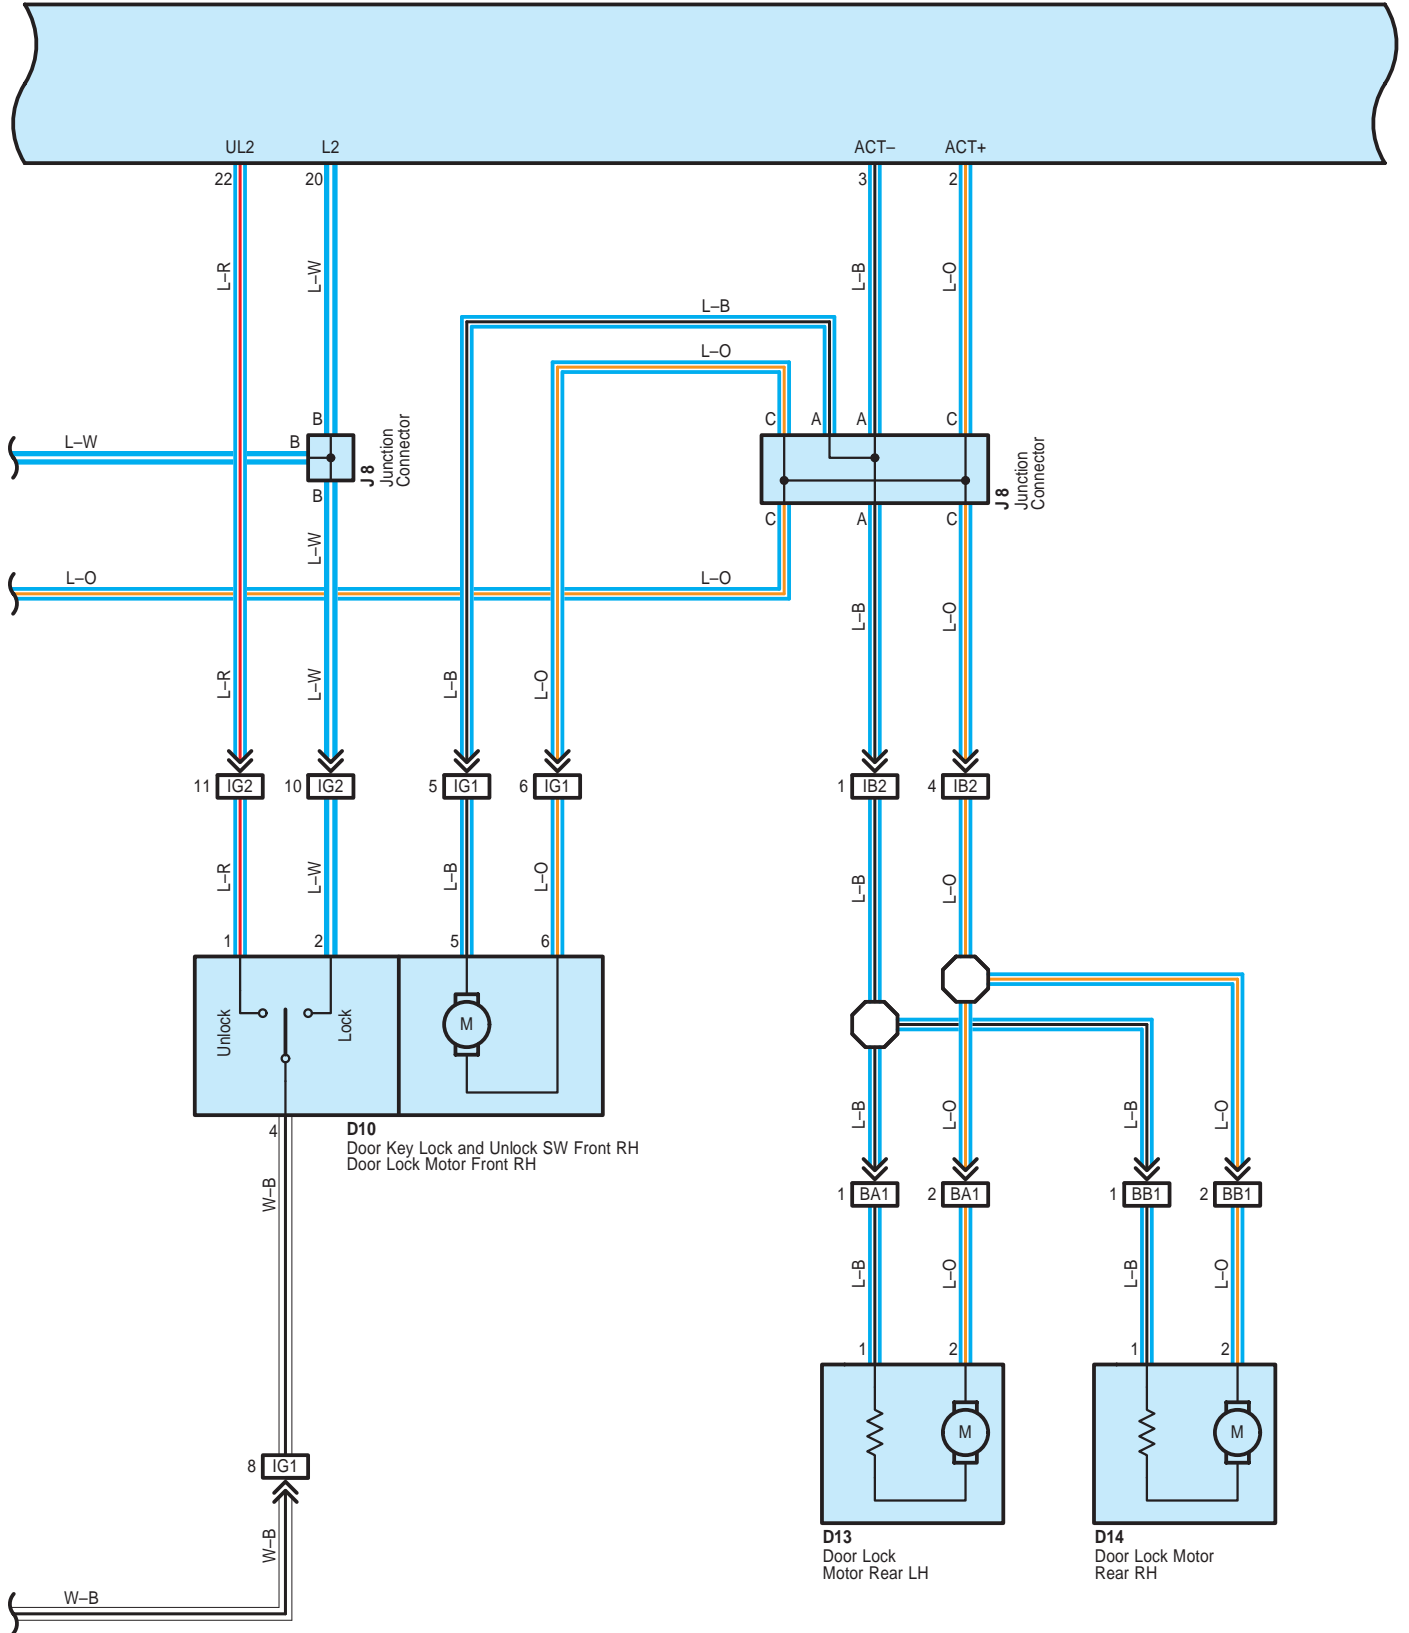 UL2 L2 ACT– ACT+
22 20 3 2
L–R L–W L–B L–O
L–B
L–O
B C A A C
L–W B
J 8
Junction
Connector
J 8
Junction
Connector
B C A C
L–W
L–O L–O
L–B L–O
L–R L–W L–B L–O
11 IG2 10 IG2 5 IG1 6 IG1 1 IB2 4 IB2
L–R L–W L–B L–O L–B L–O
1 2 5 6
Unlock Lock M
4
D10
Door Key Lock and Unlock SW Front RH
Door Lock Motor Front RH
L–B L–O L–B L–O
W–B
1 BA1 2 BA1 1 BB1 2 BB1
L–B L–O L–B L–O
1 2 1 2
M M
8 IG1
W–B
D13
Door Lock
Motor Rear LH
D14
Door Lock Motor
Rear RH
W–B